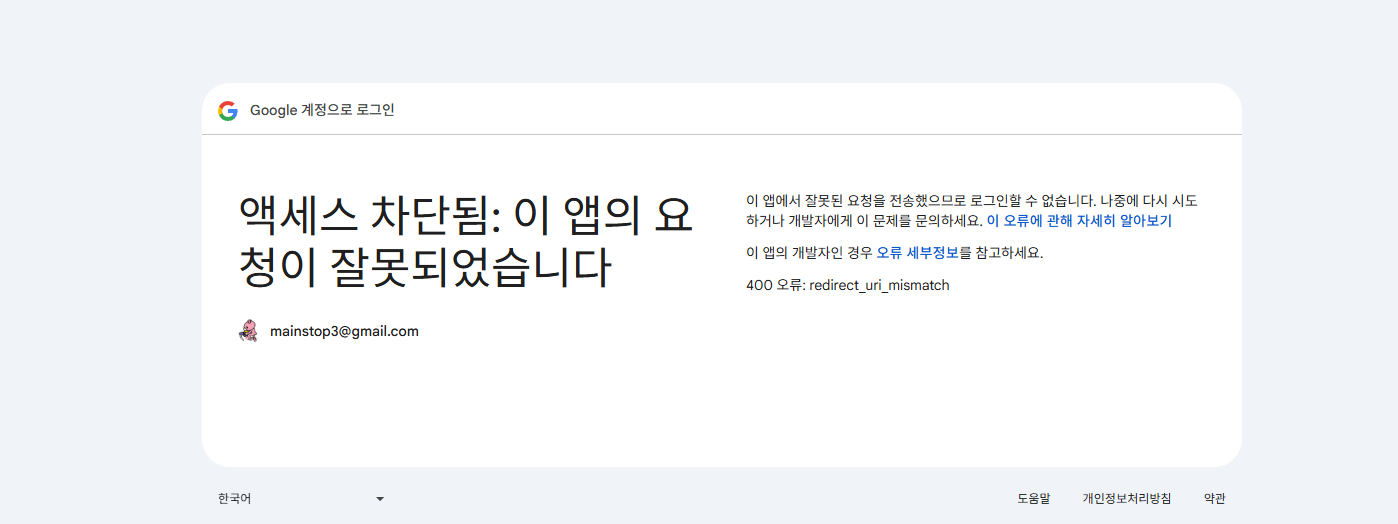 Google 계정으로 로그인
액세스 차단됨: 이 앱의 요
청이 잘못되었습니다
mainstop3@gmail.com
이 앱에서 잘못된 요청을 전송했으므로 로그인할 수 없습니다. 나중에 다시 시도
하거나 개발자에게 이 문제를 문의하세요. 이 오류에 관해 자세히 알아보기
이 앱의 개발자인 경우 오류 세부정보를 참고하세요.
400 오류: redirect_uri_mismatch
한국어
도움말
개인정보처리방침
약관